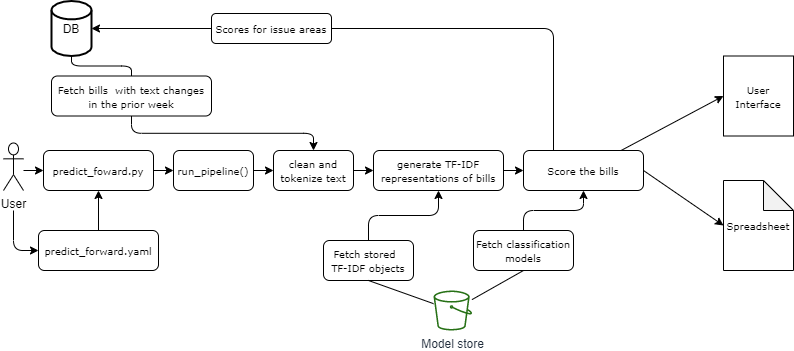 DB
Scores for issue areas
Fetch bills with text changes
in the prior week
User
Interface
User
predict_foward.py
run_pipeline()
clean and
tokenize text
generate TF-IDF
representations of bills
Score the bills
predict_forward.yaml
Fetch stored
TF-IDF objects
Fetch classification
models
Spreadsheet
Model store